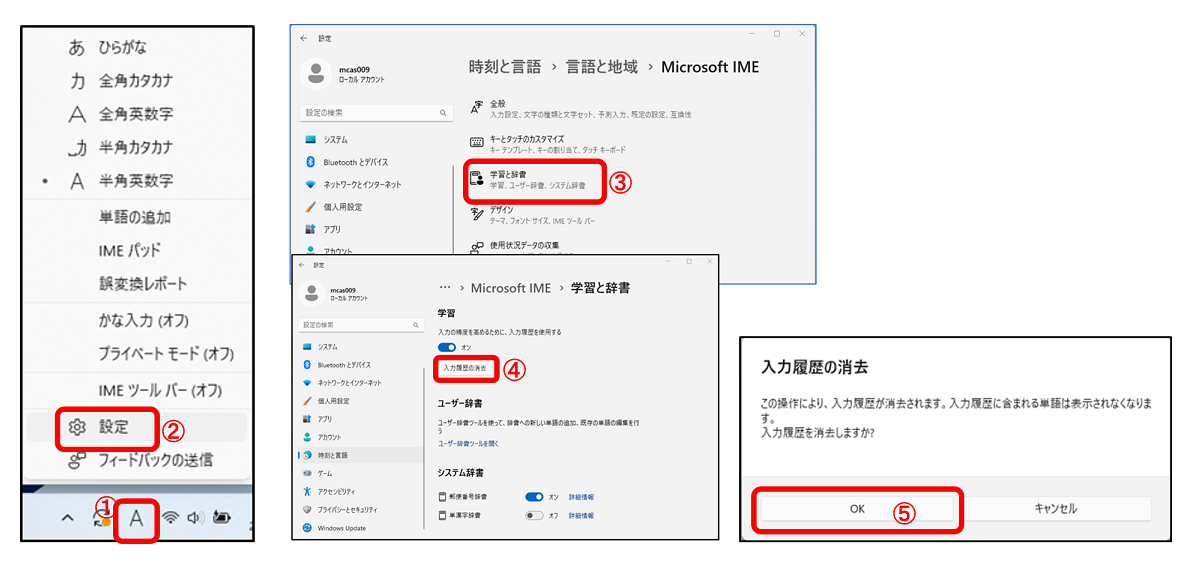 あ ひらがな
カ 全角カタカナ
A 全角英数字
_カ 半角カタカナ
• A 半角英数字
単語の追加
IME パッド
誤変換レポート
かな入力 (オフ)
プライベート モード (オフ)
IME ツール バー (オフ)
設定 ②
フィードバックの送信
①
A
← 設定
mcas009
ローカル アカウント
設定の検索
システム
Bluetooth とデバイス
ネットワークとインターネット
個人用設定
アプリ
アカウント
時刻と言語 › 言語と地域 › Microsoft IME
全般
入力設定、文字の種類と文字セット、予測入力、既定の設定、互換性
キーとタッチのカスタマイズ
キー テンプレート、キーの割り当て、タッチ キーボード
学習と辞書 ③
学習、ユーザー辞書、システム辞書
デザイン
テーマ、フォント サイズ、IME ツール バー
使用状況データの収集
← 設定
mcas009
ローカル アカウント
設定の検索
システム
Bluetooth とデバイス
ネットワークとインターネット
個人用設定
アプリ
アカウント
時刻と言語
ゲーム
アクセシビリティ
プライバシーとセキュリティ
Windows Update
… › Microsoft IME › 学習と辞書
学習
入力の精度を高めるために、入力履歴を使用する
オン
入力履歴の消去 ④
ユーザー辞書
ユーザー辞書ツールを使って、辞書への新しい単語の追加、既存の単語の編集を行
う
ユーザー辞書ツールを開く
システム辞書
郵便番号辞書 オン 詳細情報
単漢字辞書 オフ 詳細情報
入力履歴の消去
この操作により、入力履歴が消去されます。入力履歴に含まれる単語は表示されなくなりま
す。
入力履歴を消去しますか?
OK ⑤ キャンセル